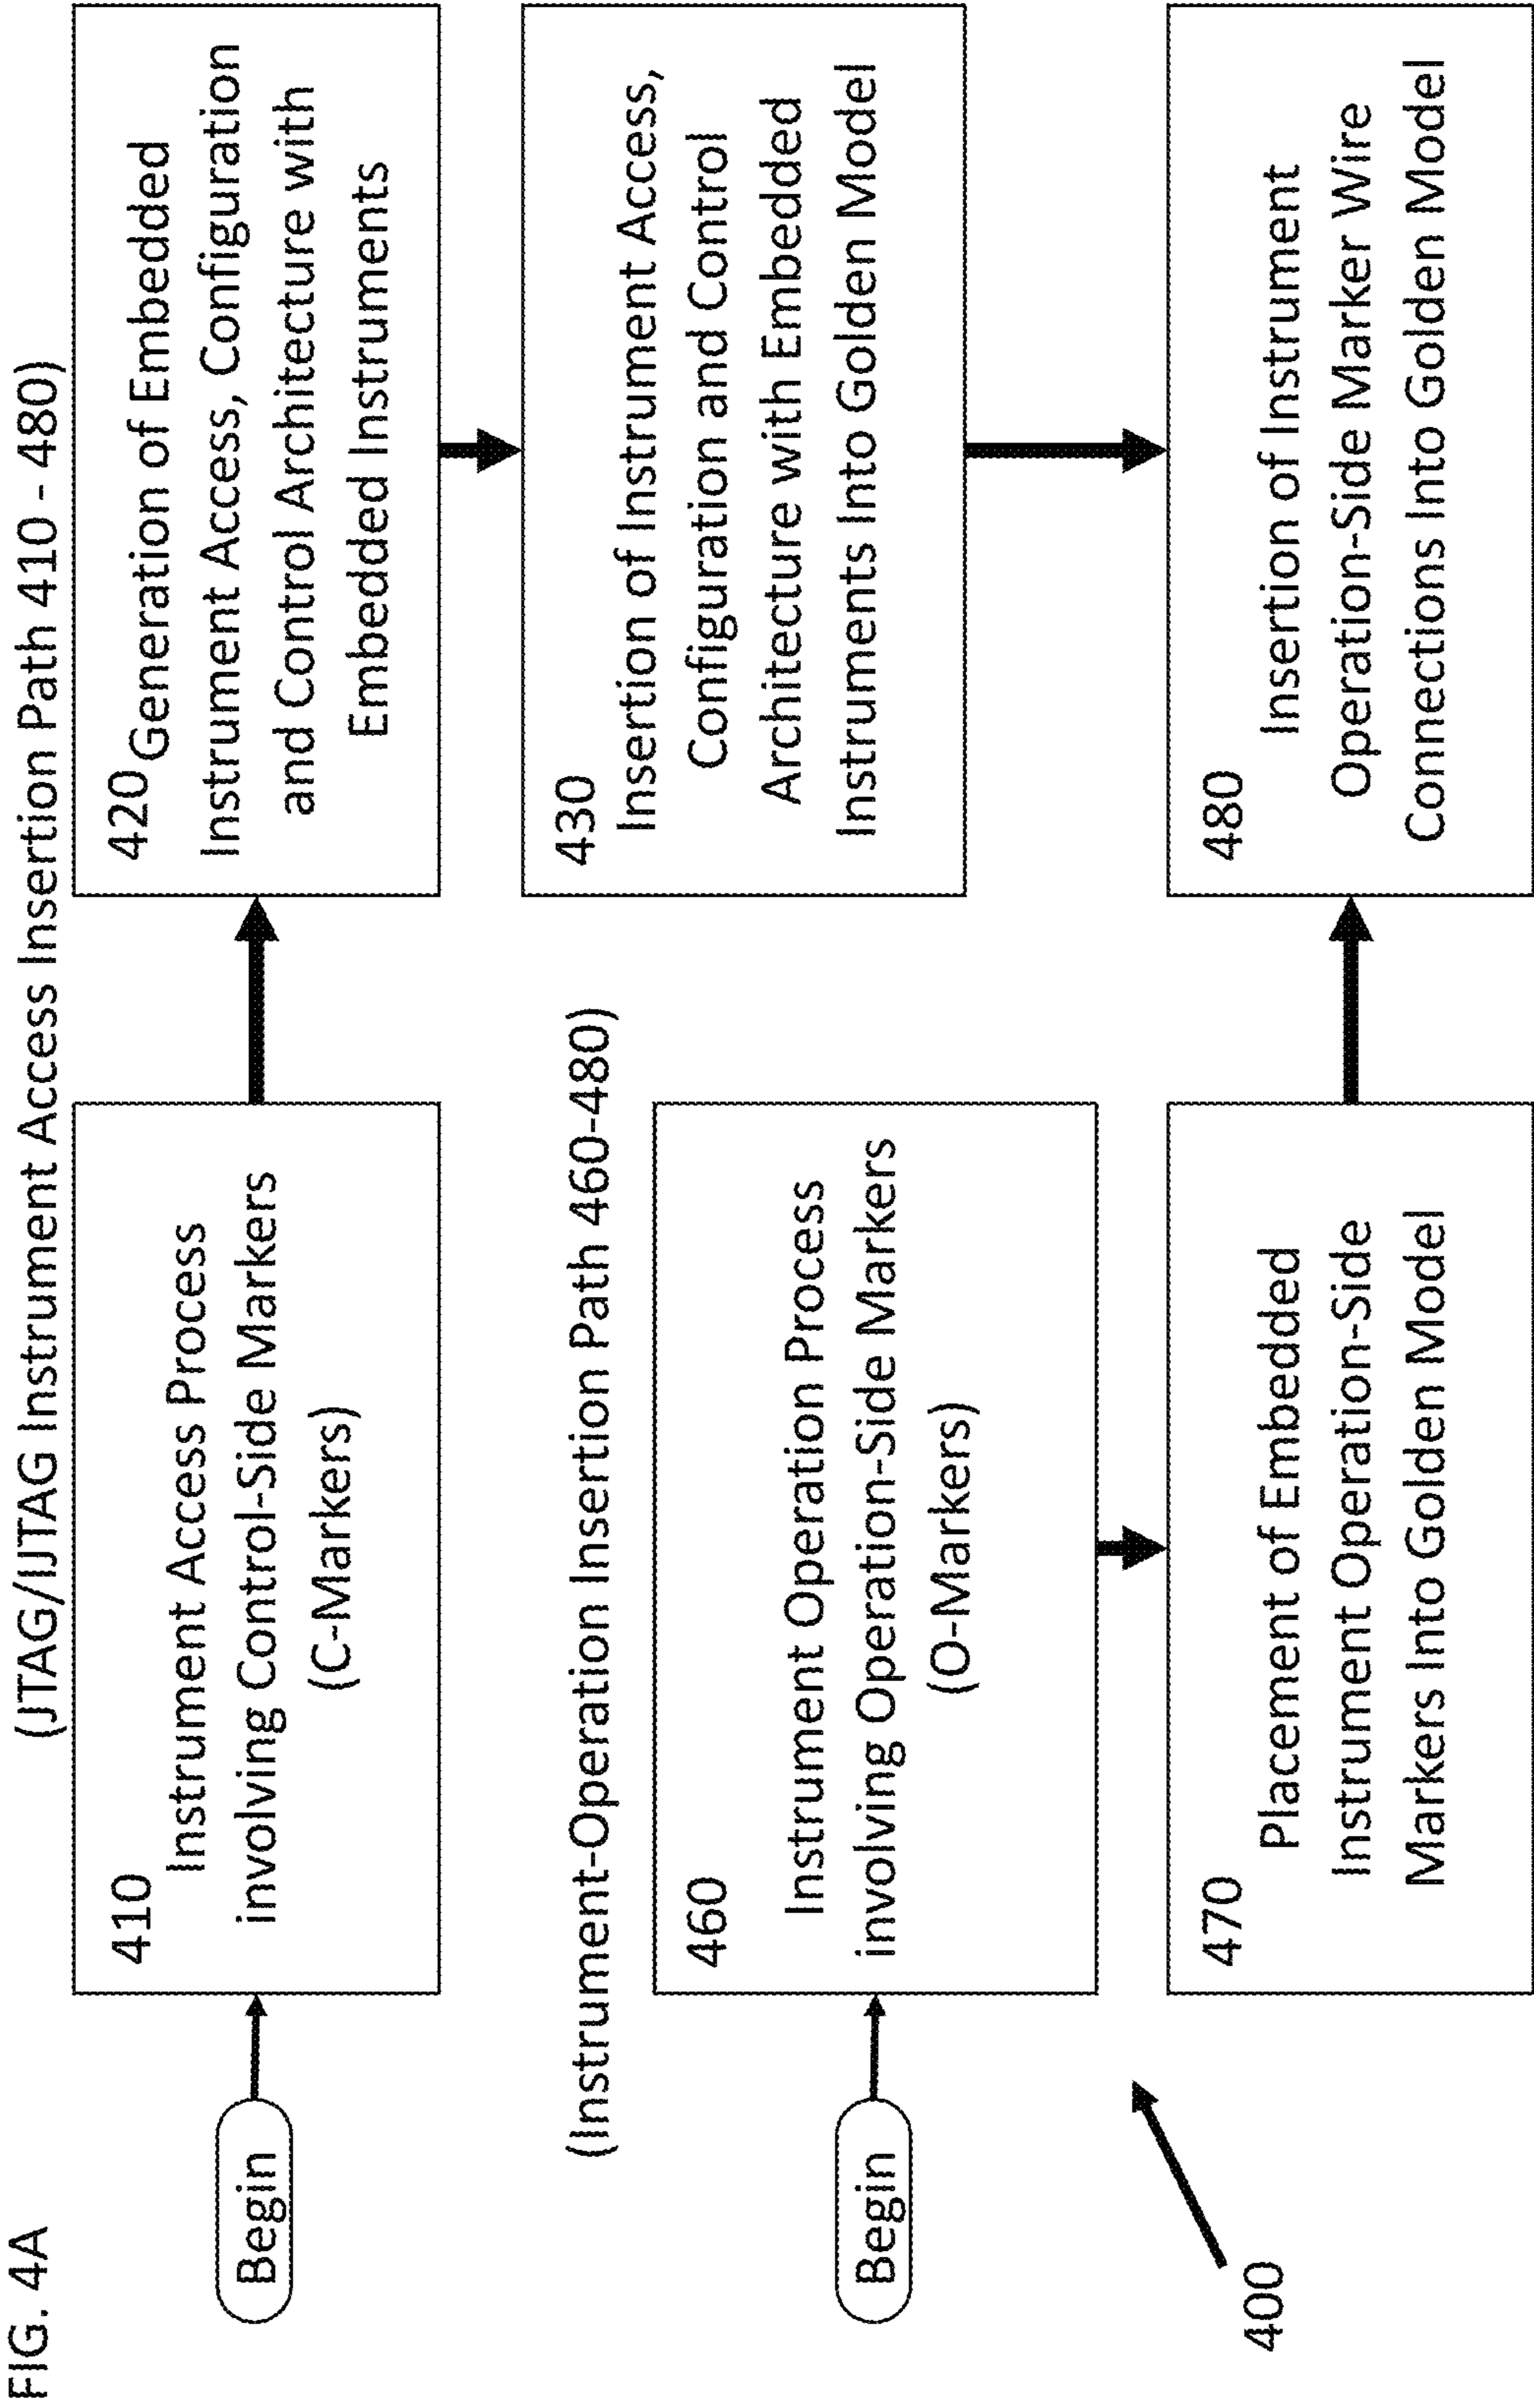 FIG. 4A
(JTAG/IJTAG Instrument Access Insertion Path 410 - 480)
Begin
410
Instrument Access Process
involving Control-Side Markers
(C-Markers)
420
Generation of Embedded
Instrument Access, Configuration
and Control Architecture with
Embedded Instruments
430
Insertion of Instrument Access,
Configuration and Control
Architecture with Embedded
Instruments Into Golden Model
(Instrument-Operation Insertion Path 460-480)
Begin
460
Instrument Operation Process
involving Operation-Side Markers
(O-Markers)
470
Placement of Embedded
Instrument Operation-Side
Markers Into Golden Model
480
Insertion of Instrument
Operation-Side Marker Wire
Connections Into Golden Model
400